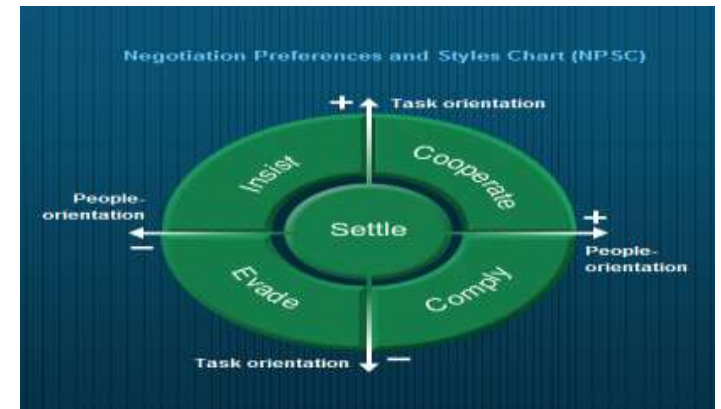 Negotiation Preferences and Styles Chart (NPSC)
+ Task orientation
Insist
Cooperate
People-
orientation
−
Settle
+
People-
orientation
Evade
Comply
Task orientation −